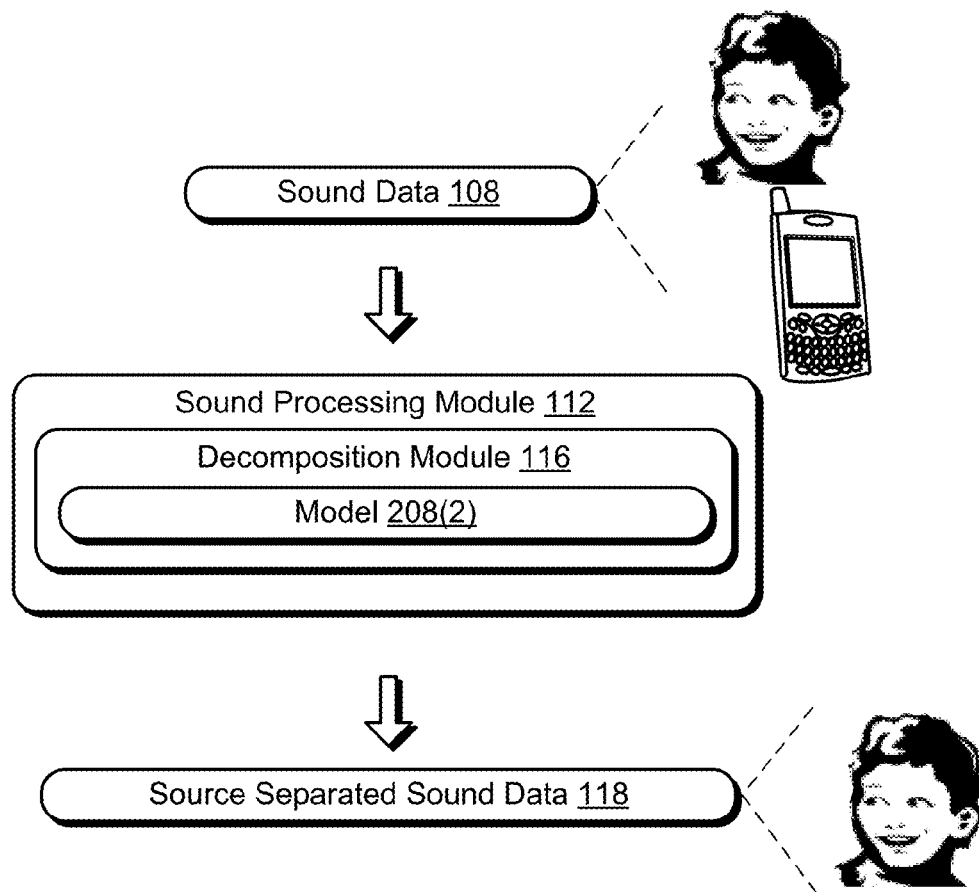 Sound Data 108
Sound Processing Module 112
Decomposition Module 116
Model 208(2)
Source Separated Sound Data 118